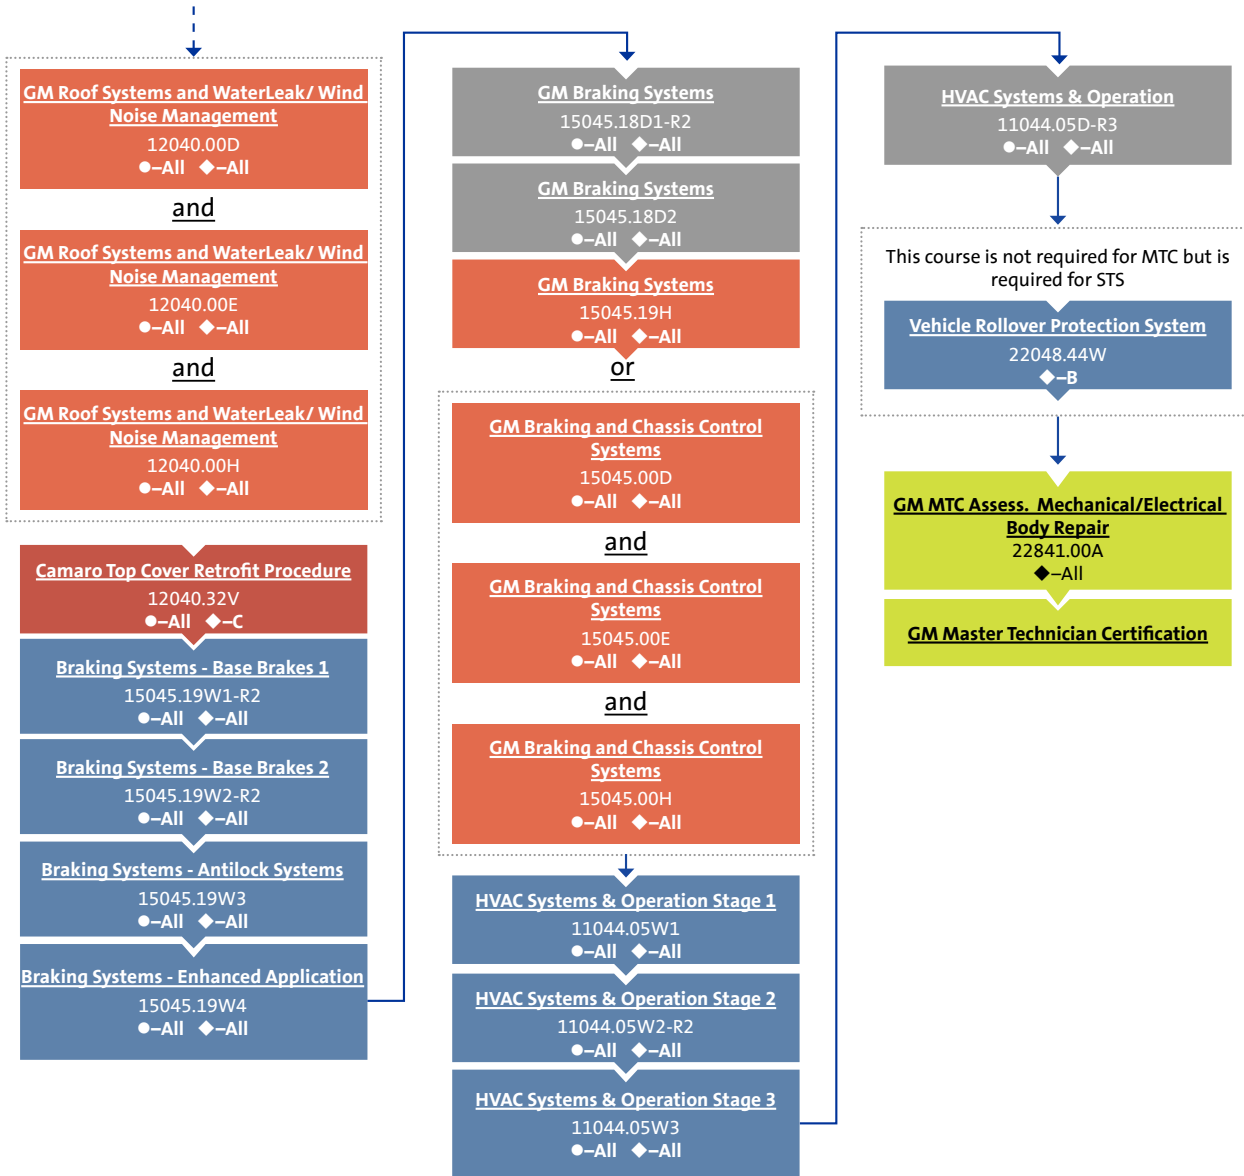 GM Roof Systems and WaterLeak/ Wind
Noise Management
12040.00D
●–All ◆–All
and
GM Roof Systems and WaterLeak/ Wind
Noise Management
12040.00E
●–All ◆–All
and
GM Roof Systems and WaterLeak/ Wind
Noise Management
12040.00H
●–All ◆–All
Camaro Top Cover Retrofit Procedure
12040.32V
●–All ◆–C
Braking Systems - Base Brakes 1
15045.19W1-R2
●–All ◆–All
Braking Systems - Base Brakes 2
15045.19W2-R2
●–All ◆–All
Braking Systems - Antilock Systems
15045.19W3
●–All ◆–All
Braking Systems - Enhanced Application
15045.19W4
●–All ◆–All
GM Braking Systems
15045.18D1-R2
●–All ◆–All
GM Braking Systems
15045.18D2
●–All ◆–All
GM Braking Systems
15045.19H
●–All ◆–All
or
GM Braking and Chassis Control
Systems
15045.00D
●–All ◆–All
and
GM Braking and Chassis Control
Systems
15045.00E
●–All ◆–All
and
GM Braking and Chassis Control
Systems
15045.00H
●–All ◆–All
HVAC Systems & Operation Stage 1
11044.05W1
●–All ◆–All
HVAC Systems & Operation Stage 2
11044.05W2-R2
●–All ◆–All
HVAC Systems & Operation Stage 3
11044.05W3
●–All ◆–All
HVAC Systems & Operation
11044.05D-R3
●–All ◆–All
This course is not required for MTC but is
required for STS
Vehicle Rollover Protection System
22048.44W
◆–B
GM MTC Assess. Mechanical/Electrical
Body Repair
22841.00A
◆–All
GM Master Technician Certification